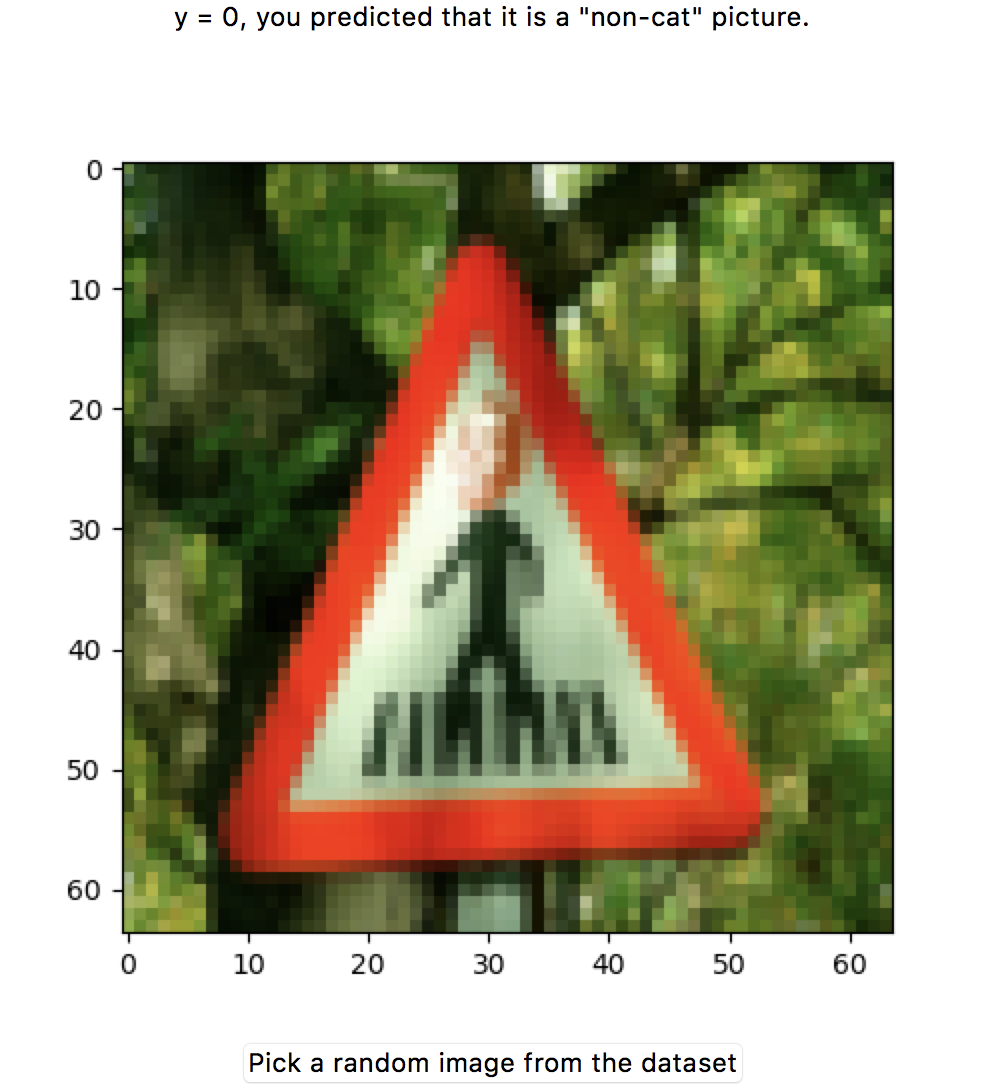 y = 0, you predicted that it is a "non-cat" picture.
0
10
20
30
40
50
60
0 10 20 30 40 50 60
Pick a random image from the dataset